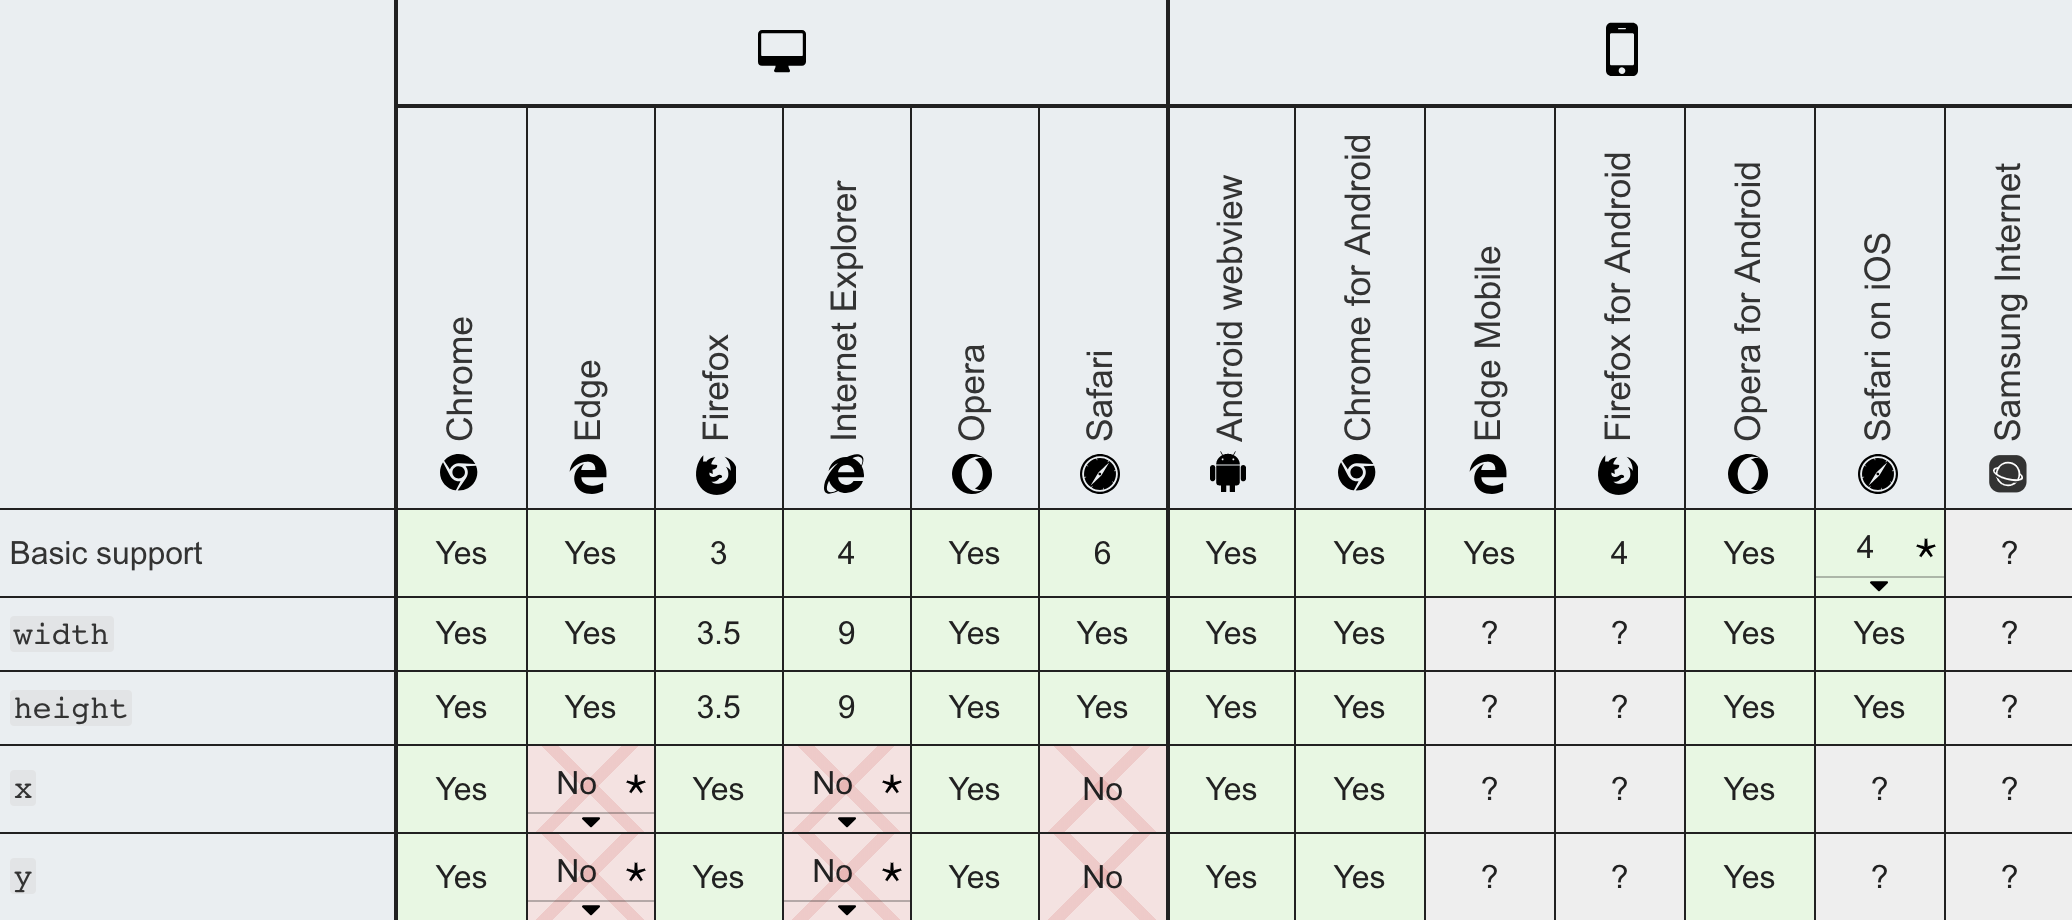 Chrome Edge Firefox Internet Explorer Opera Safari Android webview Chrome for Android Edge Mobile Firefox for Android Opera for Android Safari on iOS Samsung Internet
Basic support Yes Yes 3 4 Yes 6 Yes Yes Yes 4 Yes 4 * ?
width Yes Yes 3.5 9 Yes Yes Yes Yes ? ? Yes Yes ?
height Yes Yes 3.5 9 Yes Yes Yes Yes ? ? Yes Yes ?
x Yes No * Yes No * Yes No Yes Yes ? ? Yes ? ?
y Yes No * Yes No * Yes No Yes Yes ? ? Yes ? ?